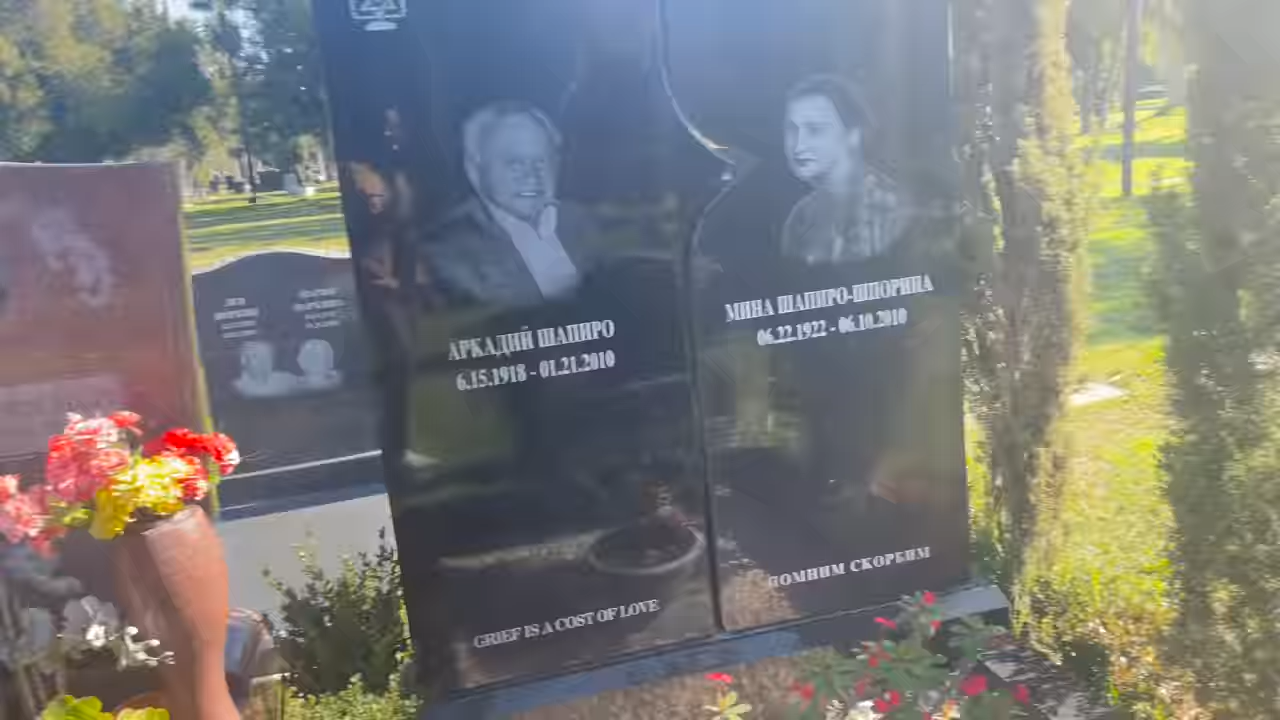 АРКАДИЙ ШАПИРО
6.15.1918 - 01.21.2010
GRIEF IS A COST OF LOVE
МИНА ШАПИРО-ШПОРИНА
06.22.1922 - 06.10.2010
ПОМНИМ СКОРБИМ